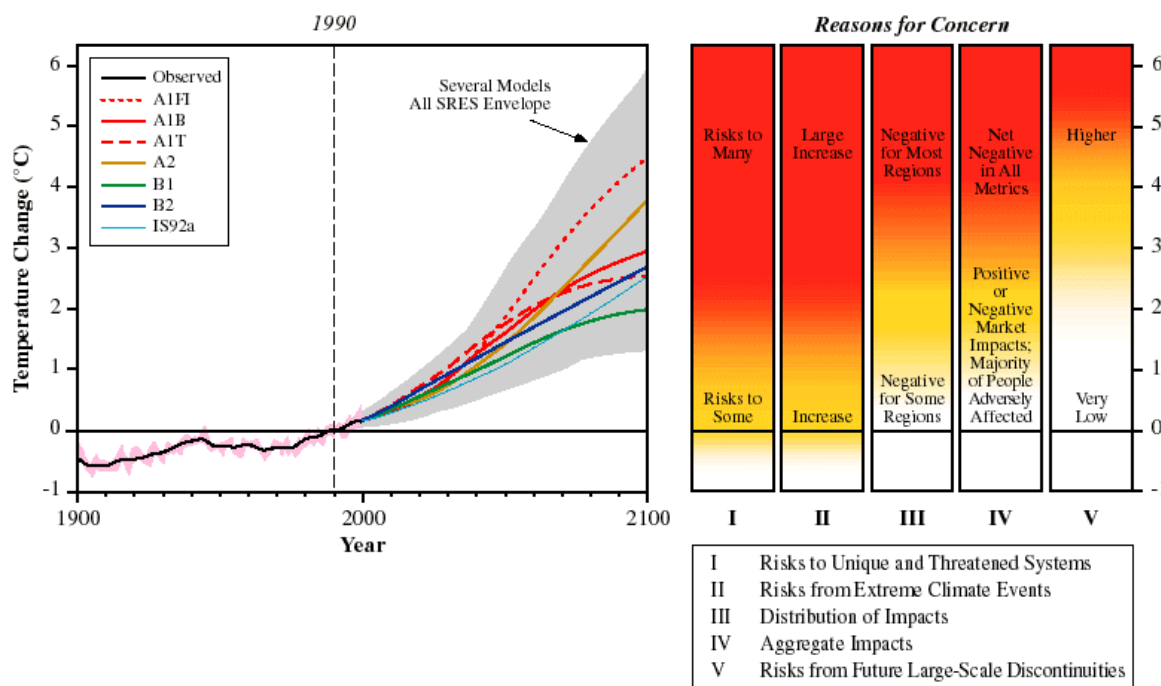 1990
Reasons for Concern
Temperature Change (°C)
6
5
4
3
2
1
0
-1
Observed
A1FI
A1B
A1T
A2
B1
B2
IS92a
Several Models
All SRES Envelope
1900
2000
2100
Year
Risks to
Many
Risks to
Some
Large
Increase
Increase
Negative
for Most
Regions
Negative
for Some
Regions
Net
Negative
in All
Metrics
Positive
or
Negative
Market
Impacts;
Majority
of People
Adversely
Affected
Higher
Very
Low
6
5
4
3
2
1
0
-1
I
II
III
IV
V
I Risks to Unique and Threatened Systems
II Risks from Extreme Climate Events
III Distribution of Impacts
IV Aggregate Impacts
V Risks from Future Large-Scale Discontinuities